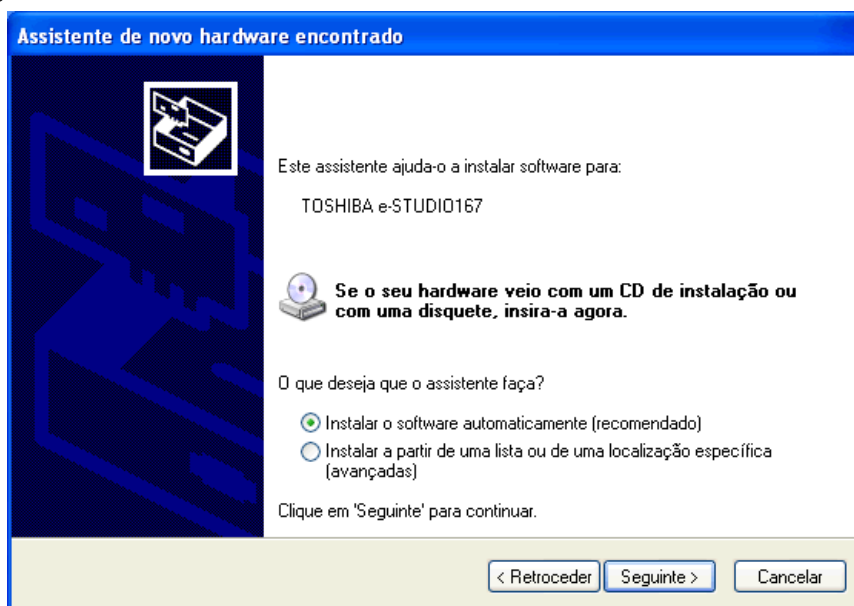 Assistente de novo hardware encontrado
Este assistente ajuda-o a instalar software para:
TOSHIBA e-STUDIO167
Se o seu hardware veio com um CD de instalação ou
com uma disquete, insira-a agora.
O que deseja que o assistente faça?
Instalar o software automaticamente (recomendado)
Instalar a partir de uma lista ou de uma localização específica
(avançadas)
Clique em 'Seguinte' para continuar.
< Retroceder Seguinte > Cancelar